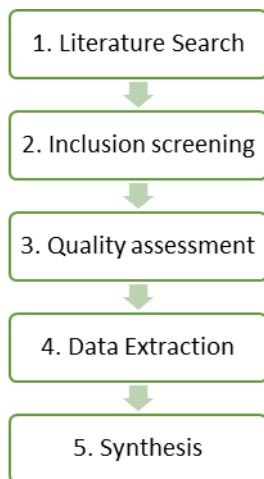 1. Literature Search
2. Inclusion screening
3. Quality assessment
4. Data Extraction
5. Synthesis